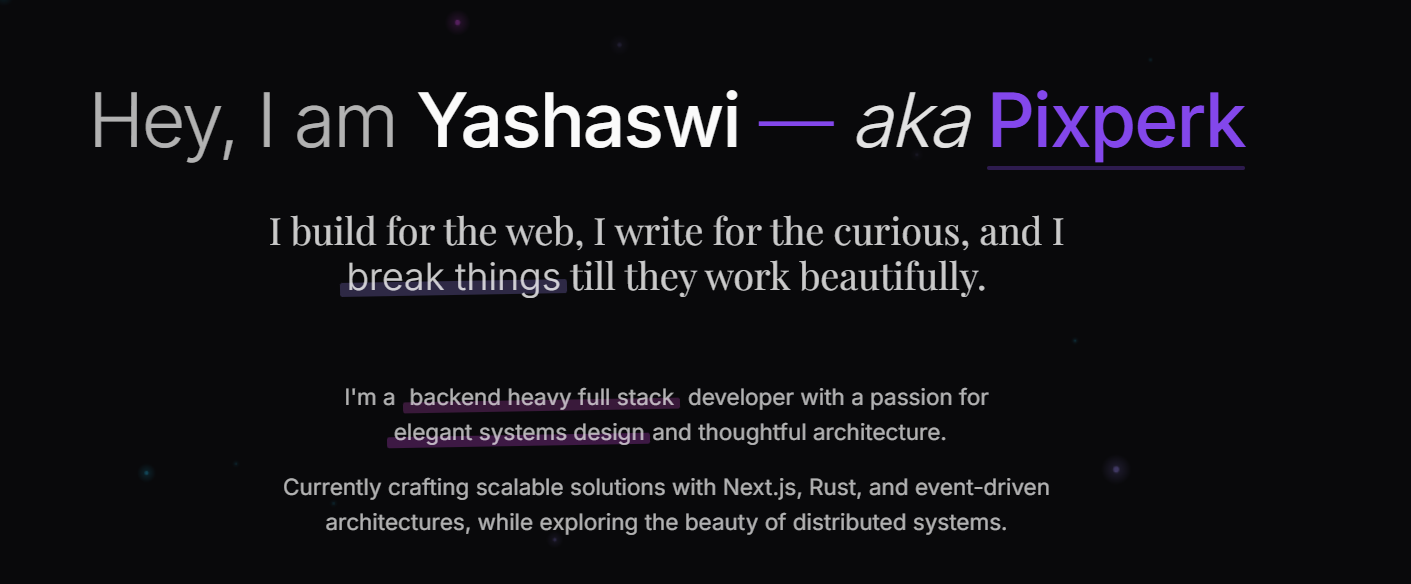 Hey, I am Yashaswi — aka Pixperk
I build for the web, I write for the curious, and I
break things till they work beautifully.
I'm a backend heavy full stack developer with a passion for
elegant systems design and thoughtful architecture.
Currently crafting scalable solutions with Next.js, Rust, and event-driven
architectures, while exploring the beauty of distributed systems.